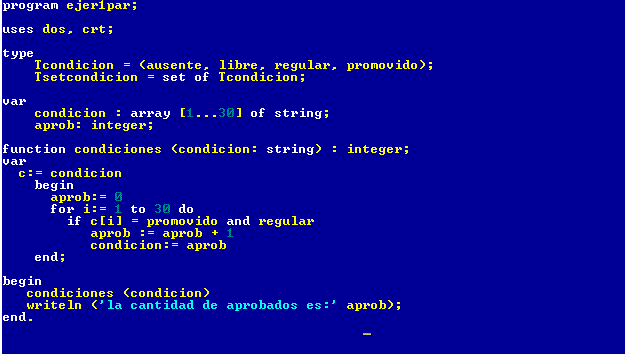 program ejer1par;
uses dos, crt;
type
Tcondicion = (ausente, libre, regular, promovido);
Tsetcondicion = set of Tcondicion;
var
condicion : array [1...30] of string;
aprob: integer;
function condiciones (condicion: string) : integer;
var
c:= condicion
begin
aprob:= 0
for i:= 1 to 30 do
if c[i] = promovido and regular
aprob := aprob + 1
condicion:= aprob
end;
begin
condiciones (condicion)
writeln ('la cantidad de aprobados es:' aprob);
end.